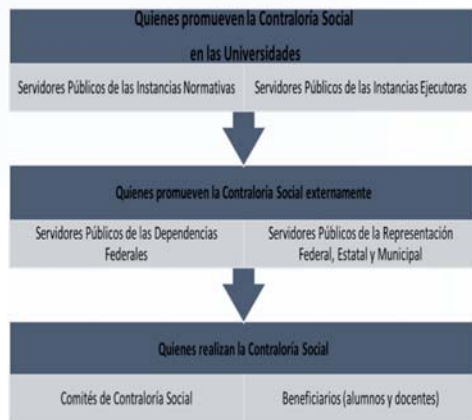 Quienes promueven la Contraloría Social
en las Universidades
Servidores Públicos de las Instancias Normativas
Servidores Públicos de las Instancias Ejecutoras
Quienes promueven la Contraloría Social externamente
Servidores Públicos de las Dependencias
Federales
Servidores Públicos de la Representación
Federal, Estatal y Municipal
Quienes realizan la Contraloría Social
Comités de Contraloría Social
Beneficiarios (alumnos y docentes)